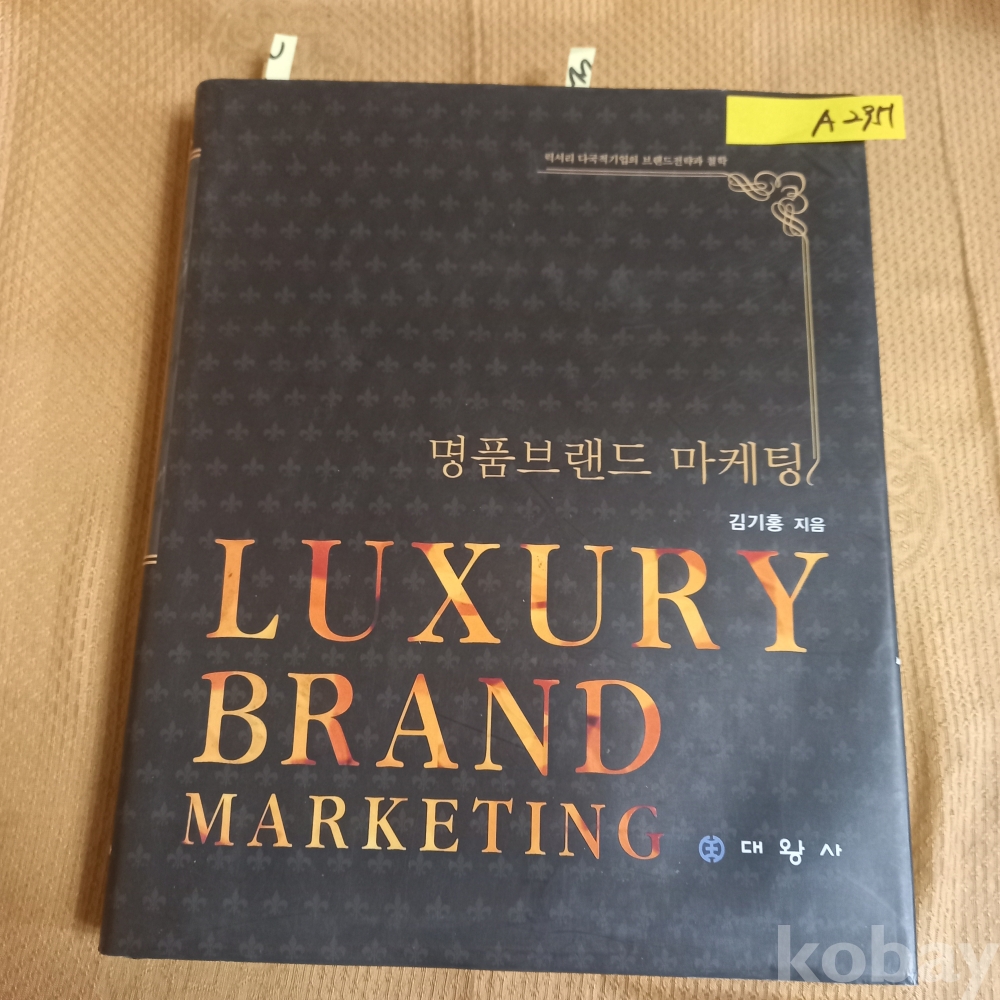 A 2957
럭셔리 다국적기업의 브랜드전략과 철학
명품브랜드 마케팅
김기홍 지음
LUXURY
BRAND
MARKETING
대왕사
kobay